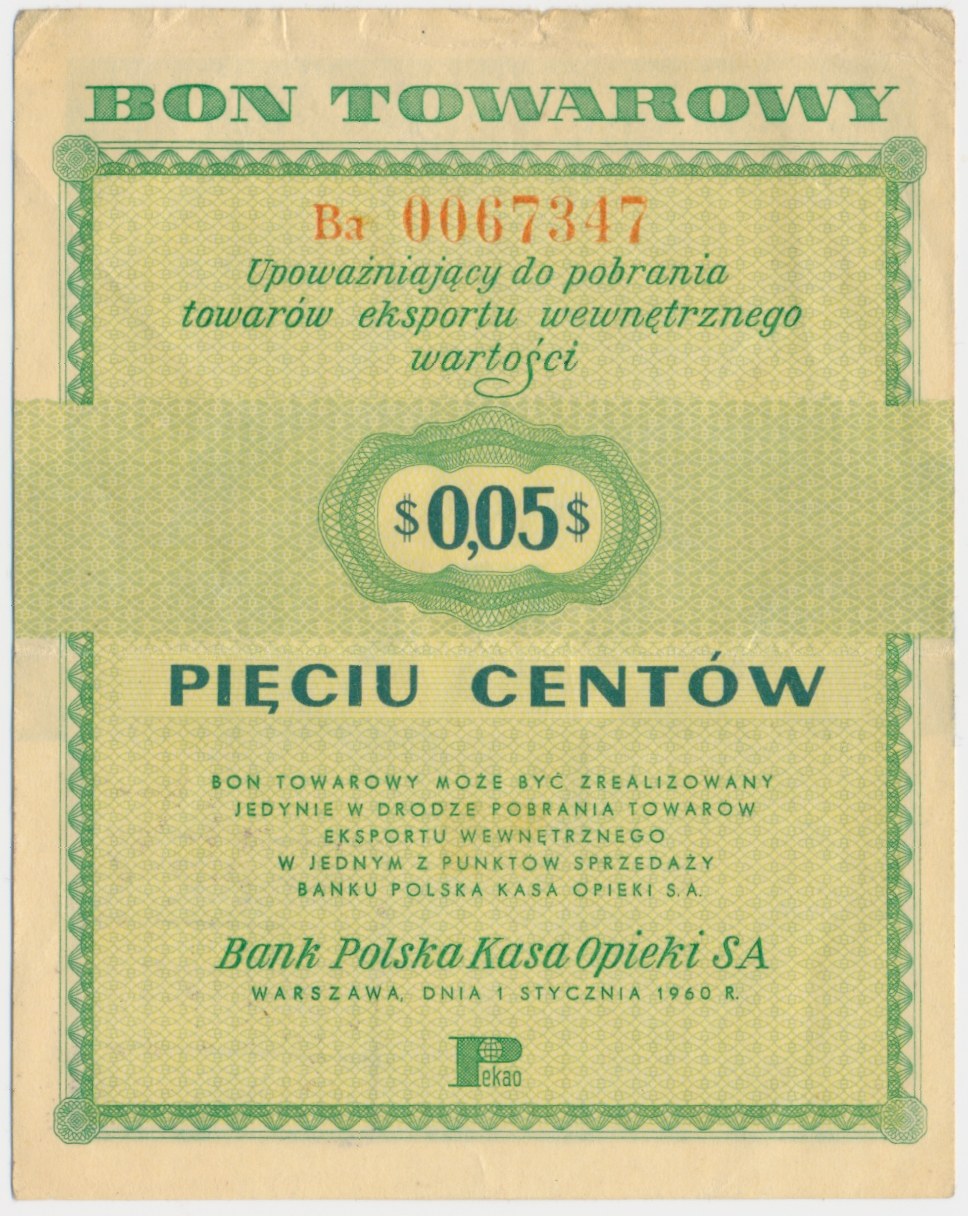 BON TOWAROWY
Ba 0067347
Upoważniający do pobrania
towarów eksportu wewnętrznego
wartości
$0,05$
PIĘCIU CENTÓW
BON TOWAROWY MOŻE BYĆ ZREALIZOWANY
JEDYNIE W DRODZE POBRANIA TOWARÓW
EKSPORTU WEWNĘTRZNEGO
W JEDNYM Z PUNKTÓW SPRZEDAŻY
BANKU POLSKA KASA OPIEKI S.A.
Bank Polska Kasa Opieki SA
WARSZAWA, DNIA 1 STYCZNIA 1960 R.
Pekao